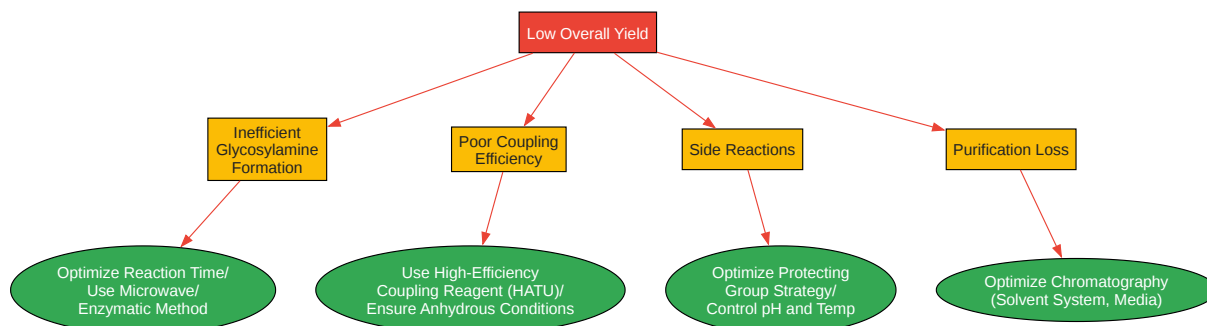 Low Overall Yield
Inefficient
Glycosylamine
Formation
Poor Coupling
Efficiency
Side Reactions
Purification Loss
Optimize Reaction Time/
Use Microwave/
Enzymatic Method
Use High-Efficiency
Coupling Reagent (HATU)/
Ensure Anhydrous Conditions
Optimize Protecting
Group Strategy/
Control pH and Temp
Optimize Chromatography
(Solvent System, Media)